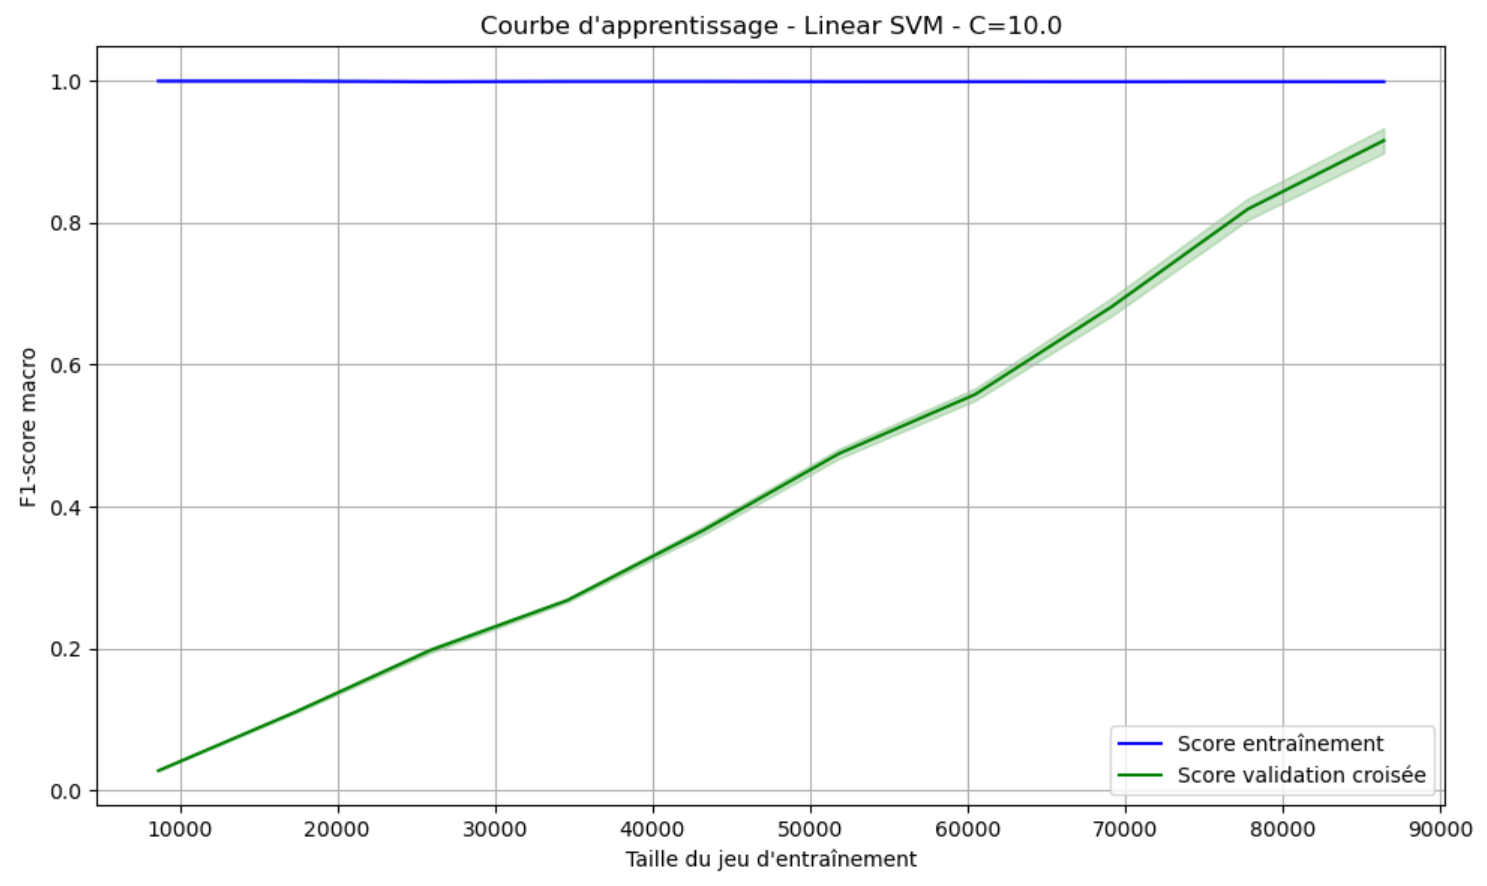 Courbe d'apprentissage - Linear SVM - C=10.0
F1-score macro
1.0
0.8
0.6
0.4
0.2
0.0
10000 20000 30000 40000 50000 60000 70000 80000 90000
Taille du jeu d'entraînement
Score entraînement
Score validation croisée